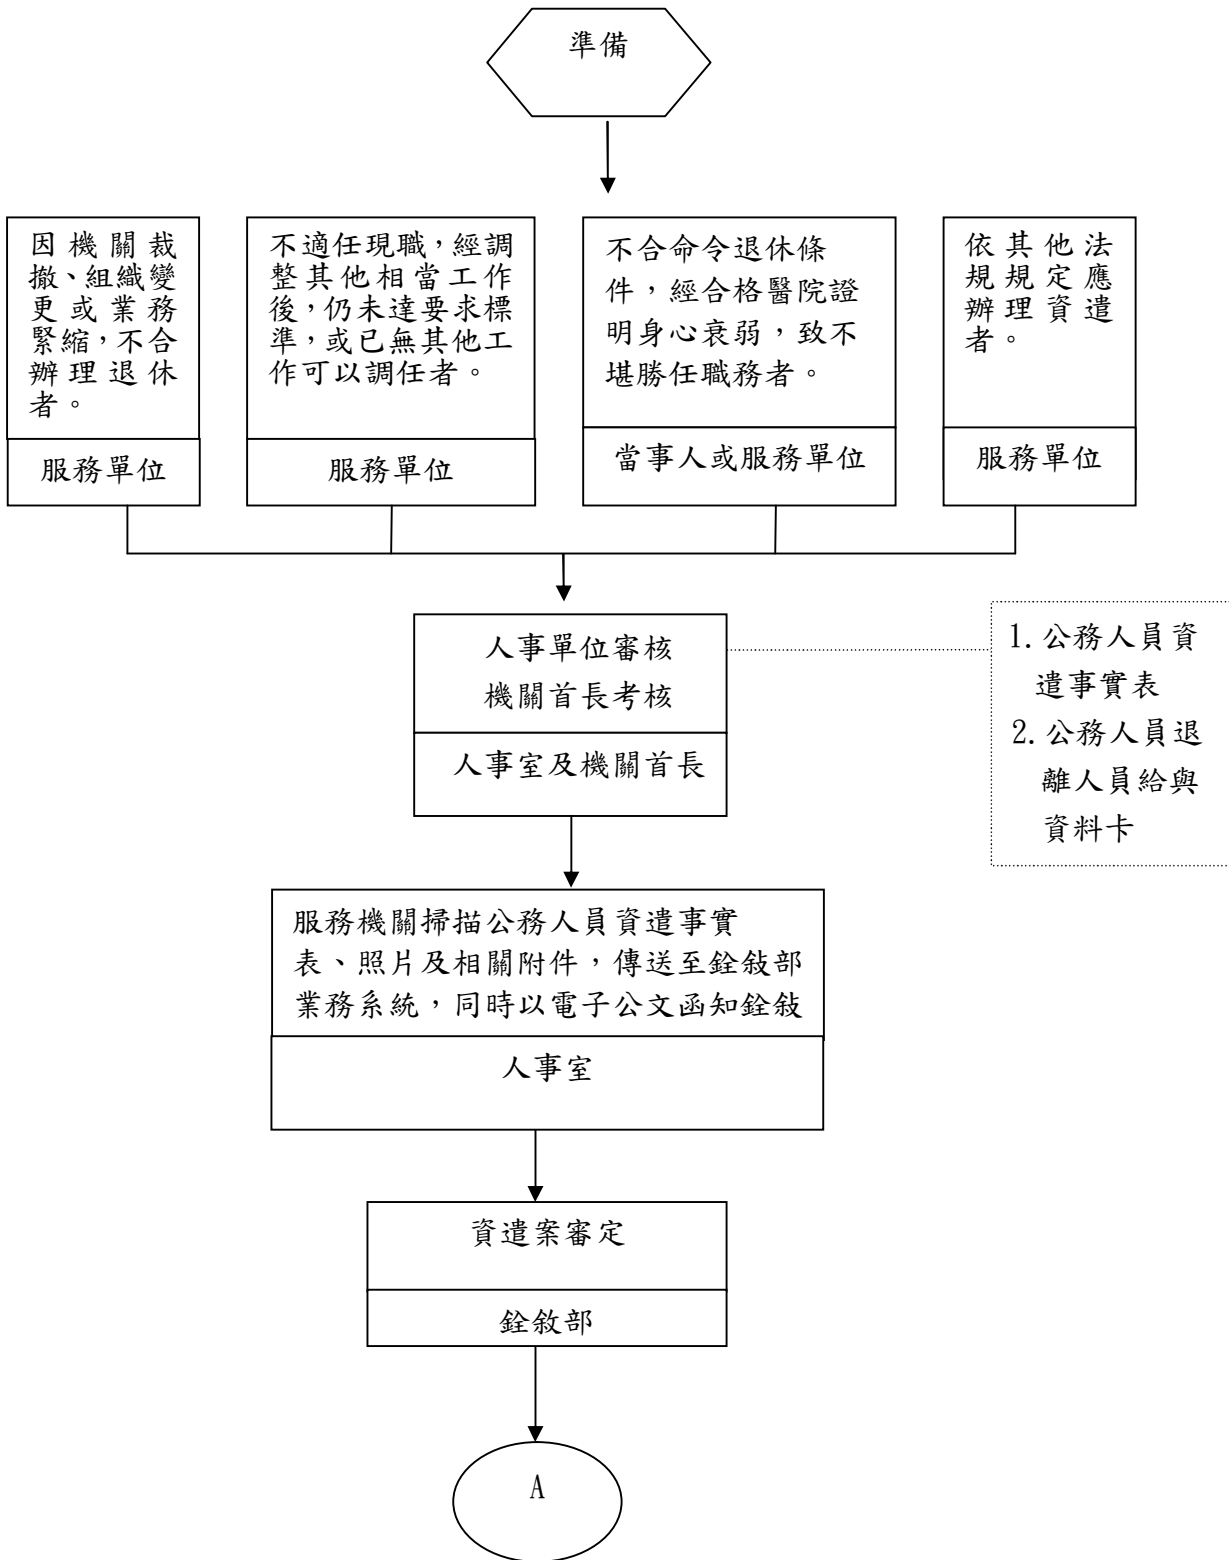 準備
因機關裁
撤、組織變
更或業務
緊縮，不合
辦理退休
者。
服務單位
不適任現職，經調
整其他相當工作
後，仍未達要求標
準，或已無其他工
作可以調任者。
服務單位
不合命令退休條
件，經合格醫院證
明身心衰弱，致不
堪勝任職務者。
當事人或服務單位
依其他法
規規定應
辦理資遣
者。
服務單位
人事單位審核
機關首長考核
人事室及機關首長
1. 公務人員資
遣事實表
2. 公務人員退
離人員給與
資料卡
服務機關掃描公務人員資遣事實
表、照片及相關附件，傳送至銓敘部
業務系統，同時以電子公文函知銓敘
人事室
資遣案審定
銓敘部
A